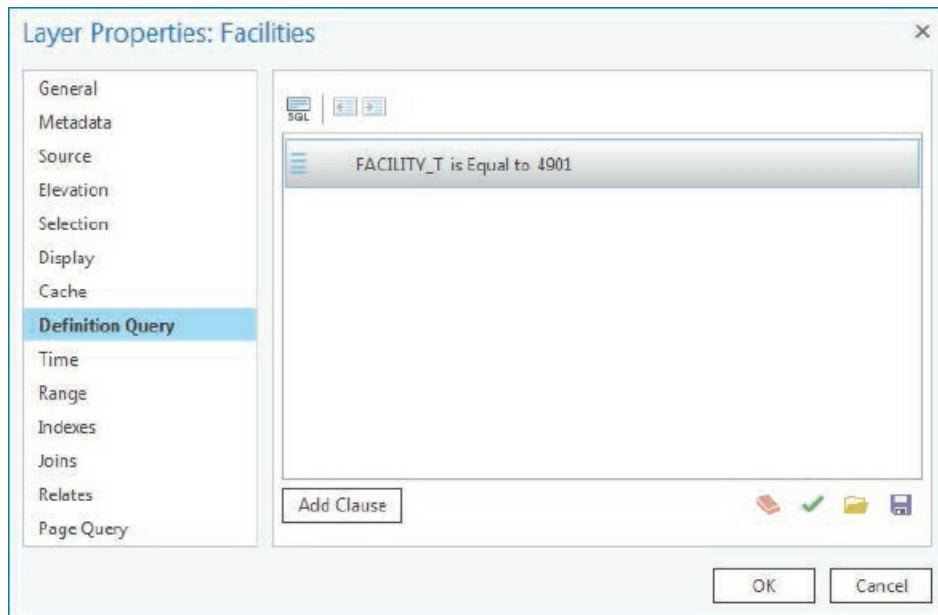 Layer Properties: Facilities
General
Metadata
Source
Elevation
Selection
Display
Cache
Definition Query
Time
Range
Indexes
Joins
Relates
Page Query
SQL
FACILITY_T is Equal to 4901
Add Clause
OK
Cancel